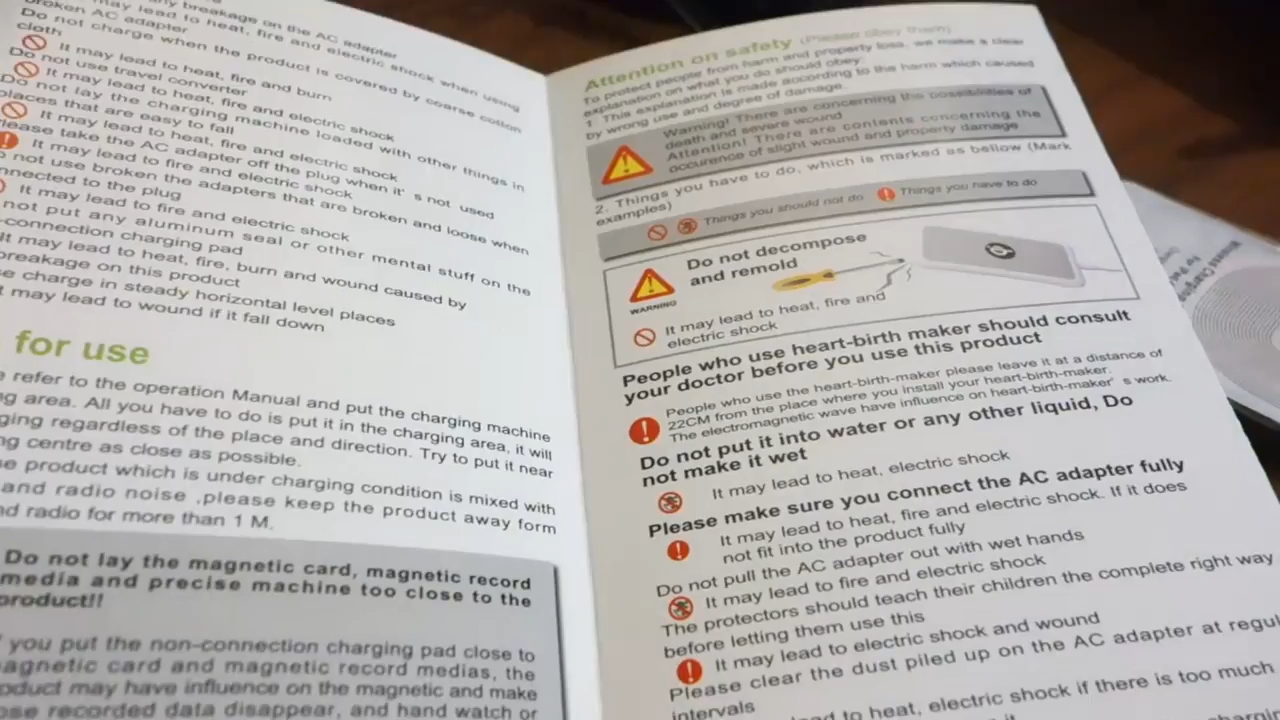 may lead to heat, fire and electric shock when using
any breakage on the AC adapter
broken AC adapter
Do not charge when the product is covered by coarse cotton
cloth
It may lead to heat, fire and burn
Do not use travel converter
It may lead to heat, fire and electric shock
Do not lay the charging machine loaded with other things in
places that are easy to fall
It may lead to heat, fire and electric shock
Please take the AC adapter off the plug when it' s not used
It may lead to fire and electric shock
not use broken the adapters that are broken and loose when
connected to the plug
It may lead to fire and electric shock
not put any aluminum seal or other mental stuff on the
-connection charging pad
It may lead to heat, fire, burn and wound caused by
breakage on this product
charge in steady horizontal level places
may lead to wound if it fall down
for use
refer to the operation Manual and put the charging machine
area. All you have to do is put it in the charging area, it will
regardless of the place and direction. Try to put it near
centre as close as possible.
product which is under charging condition is mixed with
and radio noise ,please keep the product away form
radio for more than 1 M.
Do not lay the magnetic card, magnetic record
media and precise machine too close to the
product!!
you put the non-connection charging pad close to
magnetic card and magnetic record medias, the
product may have influence on the magnetic and make
recorded data disappear, and hand watch or
Attention on safety (Please obey them)
To protect people from harm and property loss, we make a clear
explanation on what you do should obey:
1 This explanation is made according to the harm which caused
by wrong use and degree of damage.
Warning! There are concerning the possibilities of
death and severe wound
Attention! There are contents concerning the
occurence of slight wound and property damage
2. Things you have to do, which is marked as bellow (Mark
examples)
Things you should not do Things you have to do
Do not decompose
and remold
WARNING
It may lead to heat, fire and
electric shock
People who use heart-birth maker should consult
your doctor before you use this product
People who use the heart-birth-maker please leave it at a distance of
22CM from the place where you install your heart-birth-maker.
The electromagnetic wave have influence on heart-birth-maker' s work.
Do not put it into water or any other liquid, Do
not make it wet
It may lead to heat, electric shock
Please make sure you connect the AC adapter fully
It may lead to heat, fire and electric shock. If it does
not fit into the product fully
Do not pull the AC adapter out with wet hands
It may lead to fire and electric shock
The protectors should teach their children the complete right way
before letting them use this
It may lead to electric shock and wound
Please clear the dust piled up on the AC adapter at
intervals
lead to heat, electric shock if there is too much